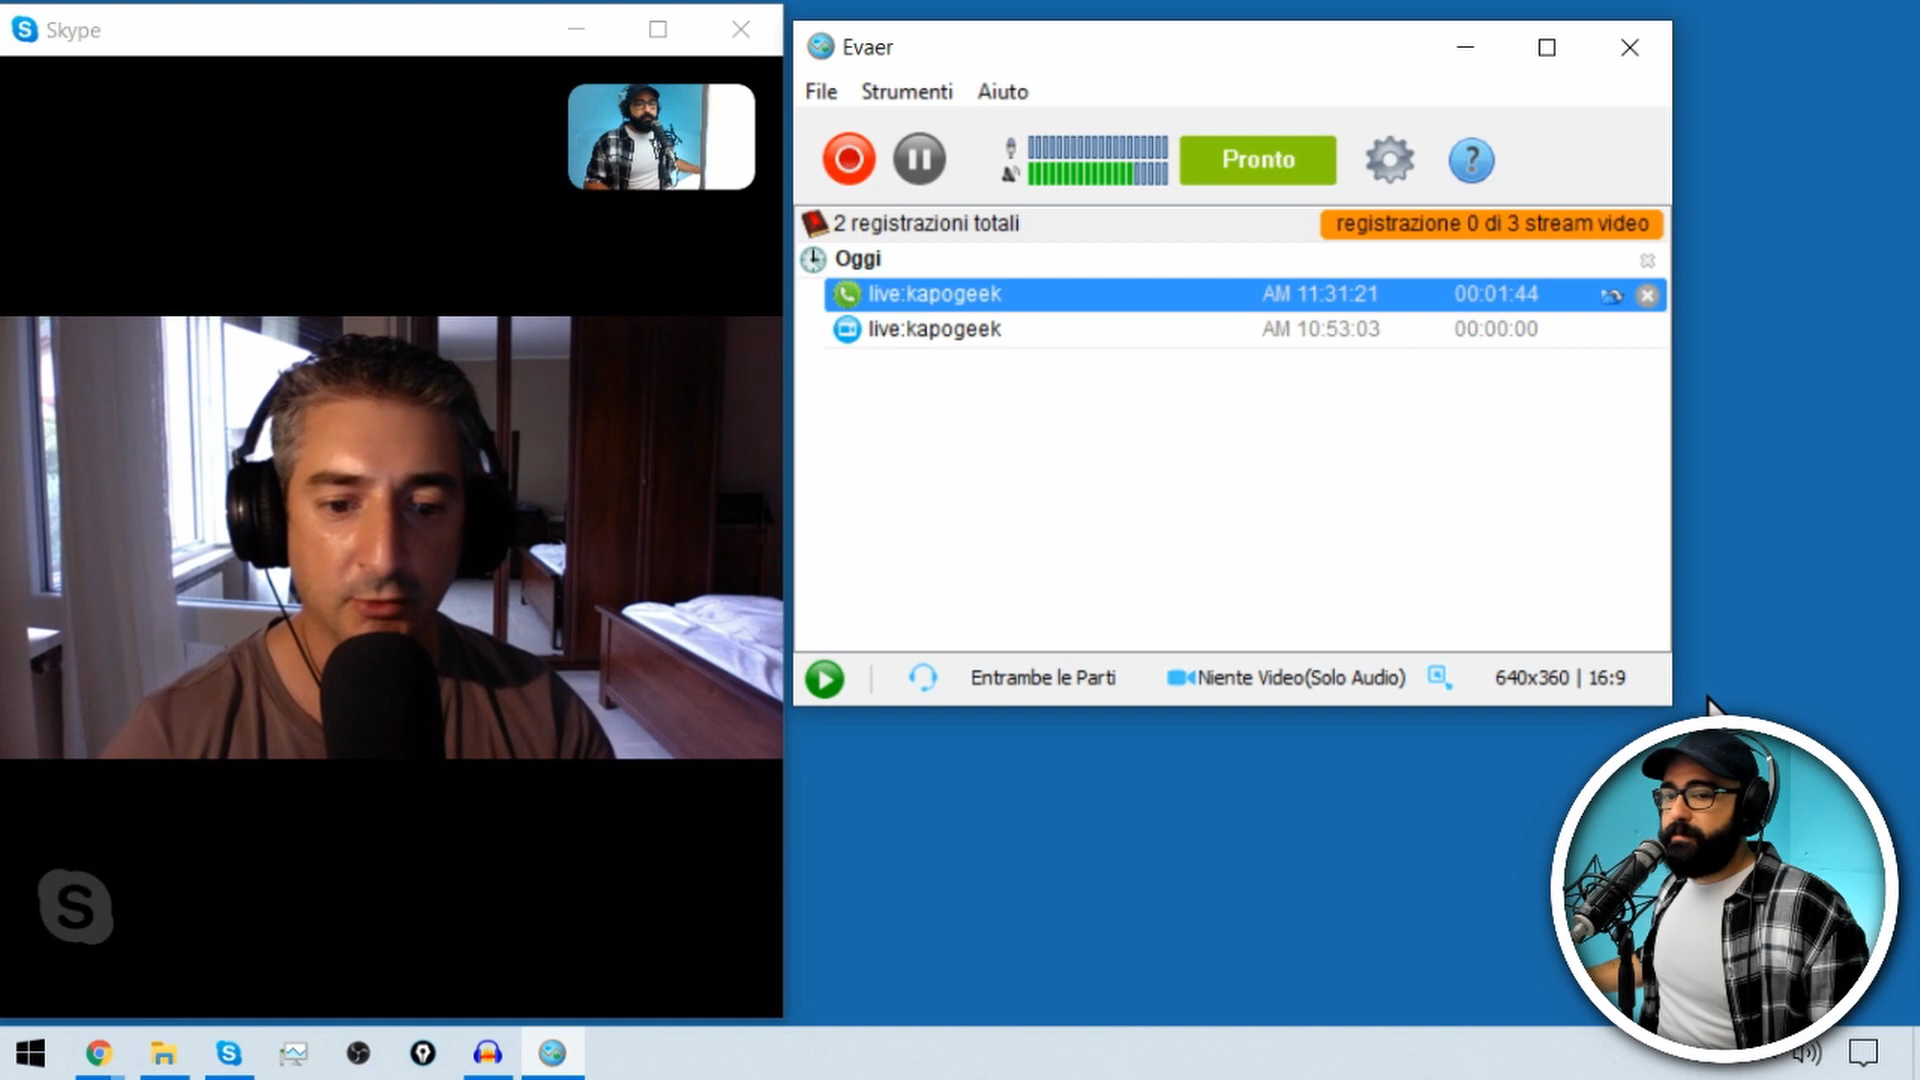 Skype
Evaer
File Strumenti Aiuto
Pronto
2 registrazioni totali
registrazione 0 di 3 stream video
Oggi
live:kapogeek AM 11:31:21 00:01:44
live:kapogeek AM 10:53:03 00:00:00
Entrambe le Parti Niente Video(Solo Audio) 640x360 | 16:9